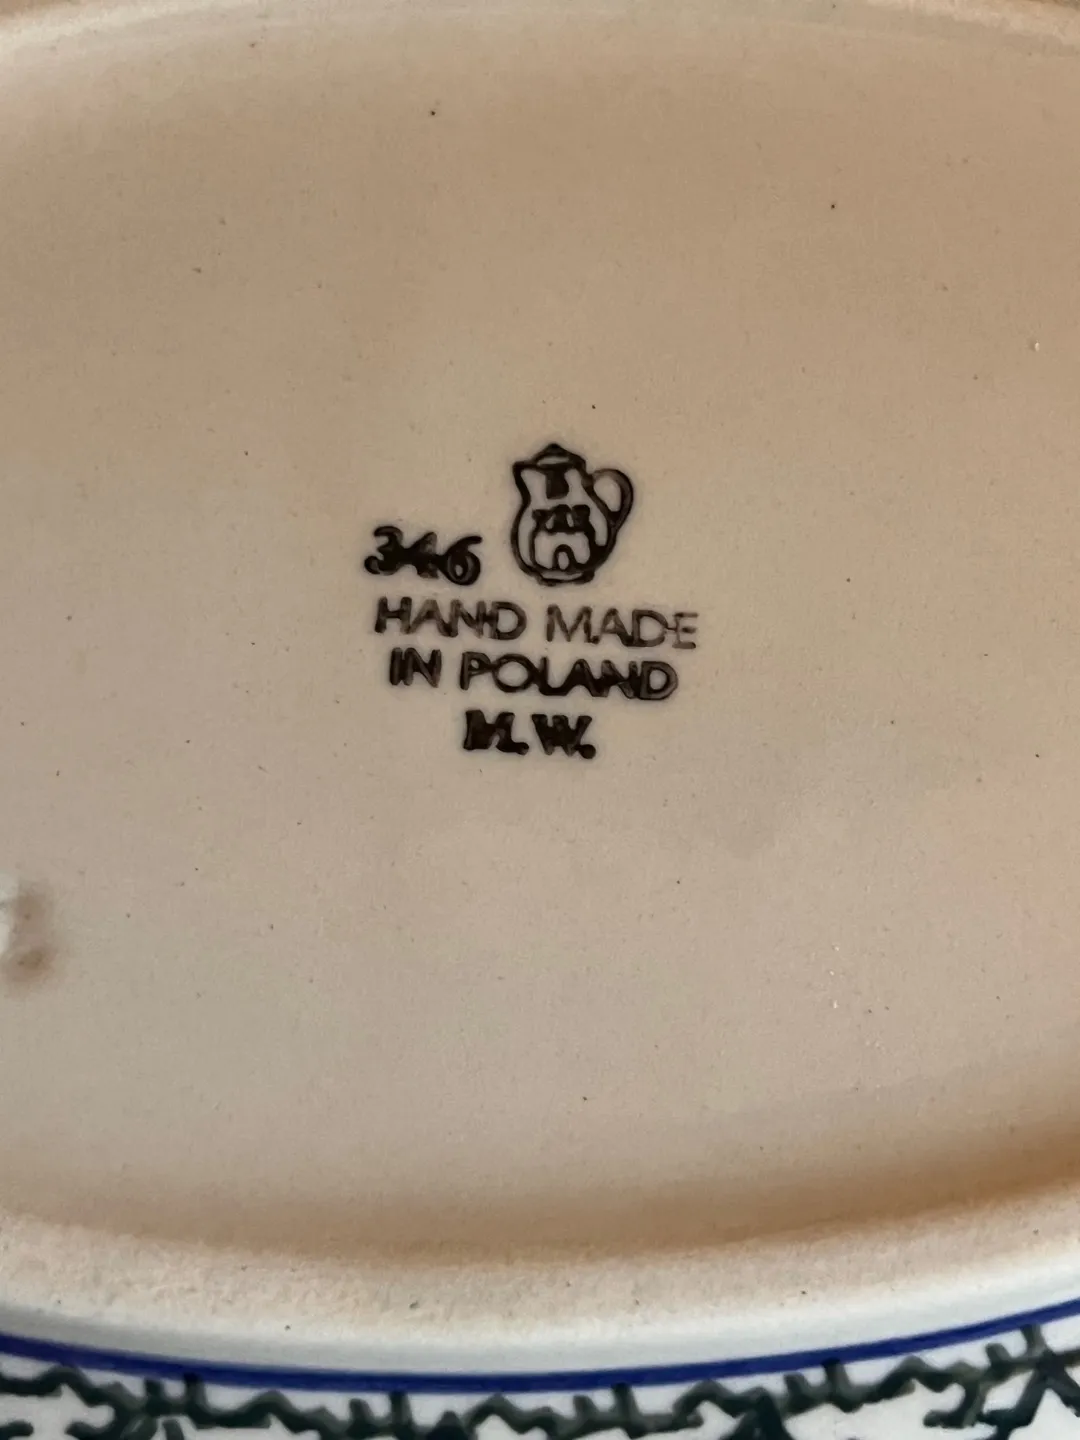 346
HAND MADE
IN POLAND
M.W.